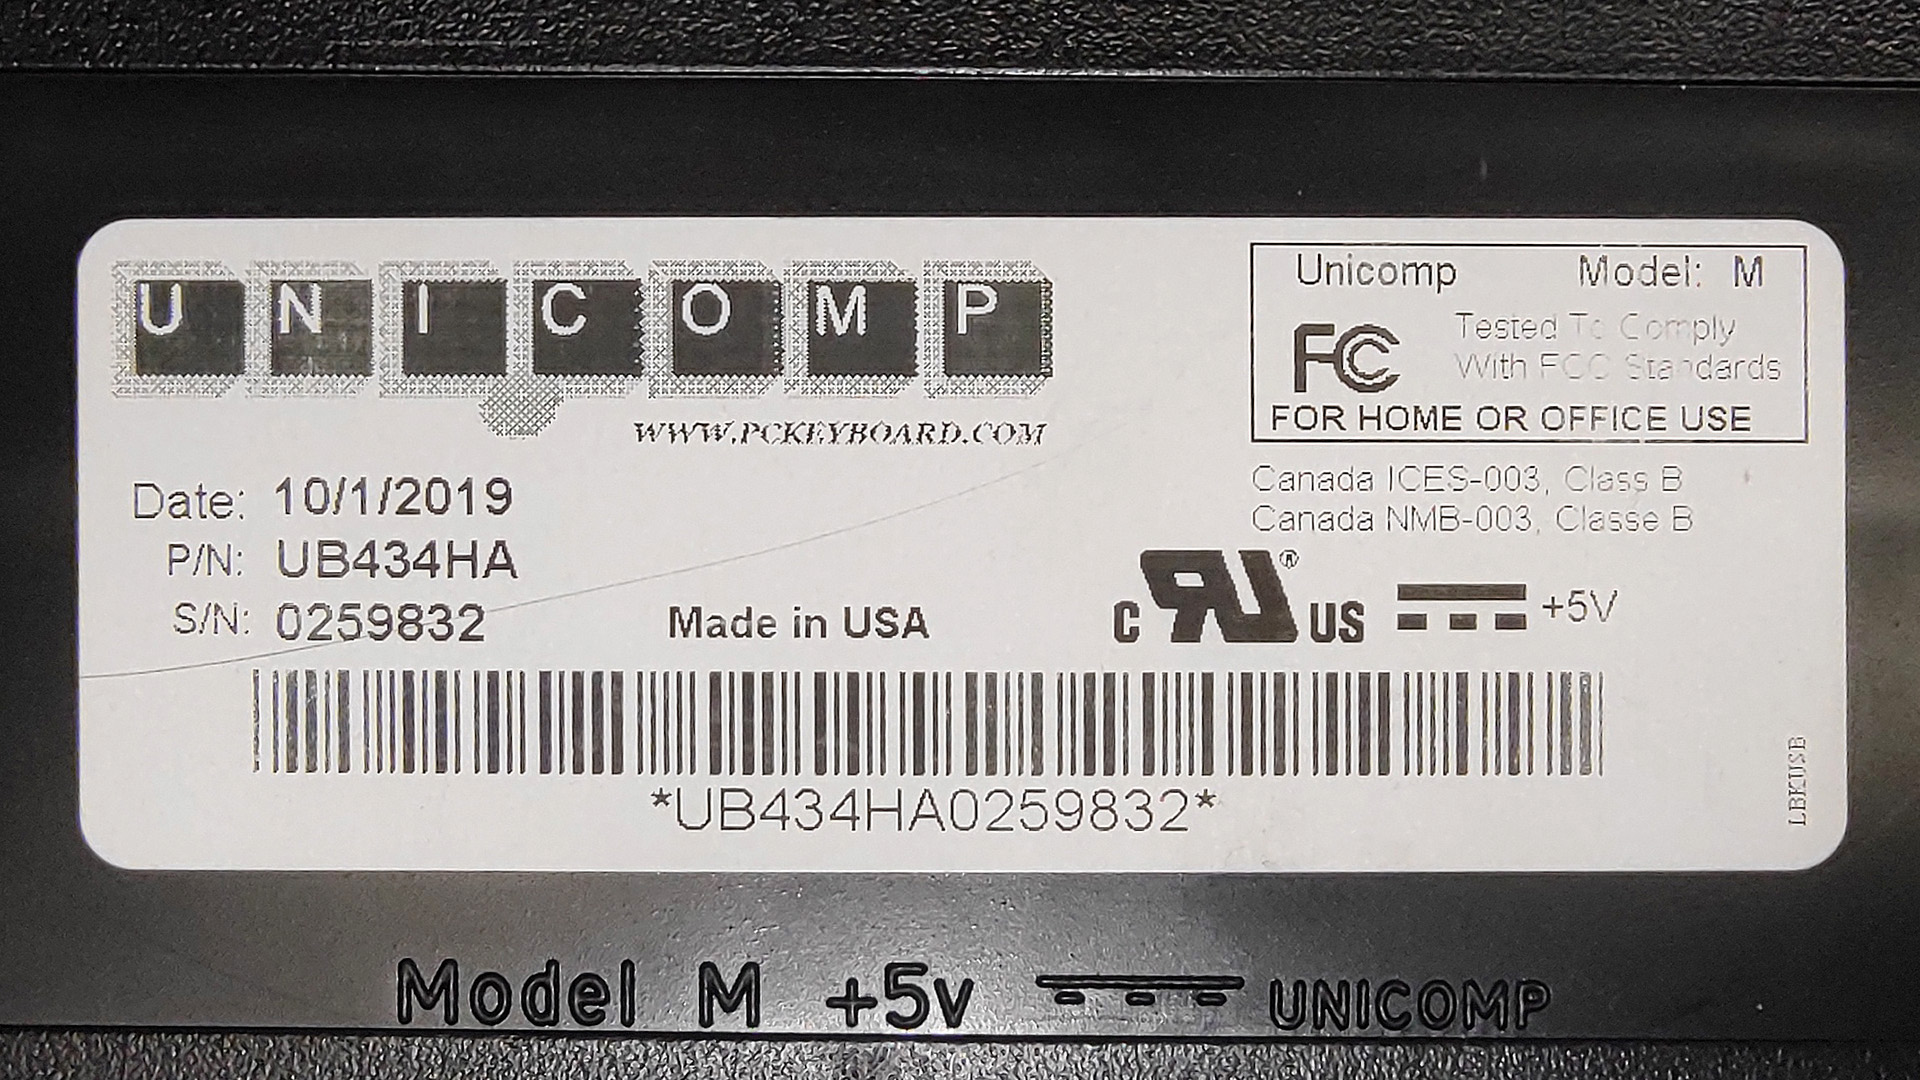 UNICOMP
WWW.PCKEYBOARD.COM
Date: 10/1/2019
P/N: UB434HA
S/N: 0259832
Made in USA
Unicomp Model: M
FC
Tested To Comply
With FCC Standards
FOR HOME OR OFFICE USE
Canada ICES-003, Class B
Canada NMB-003, Classe B
C RU ® US +5V
*UB434HA0259832*
LBKUSB
Model M +5v UNICOMP